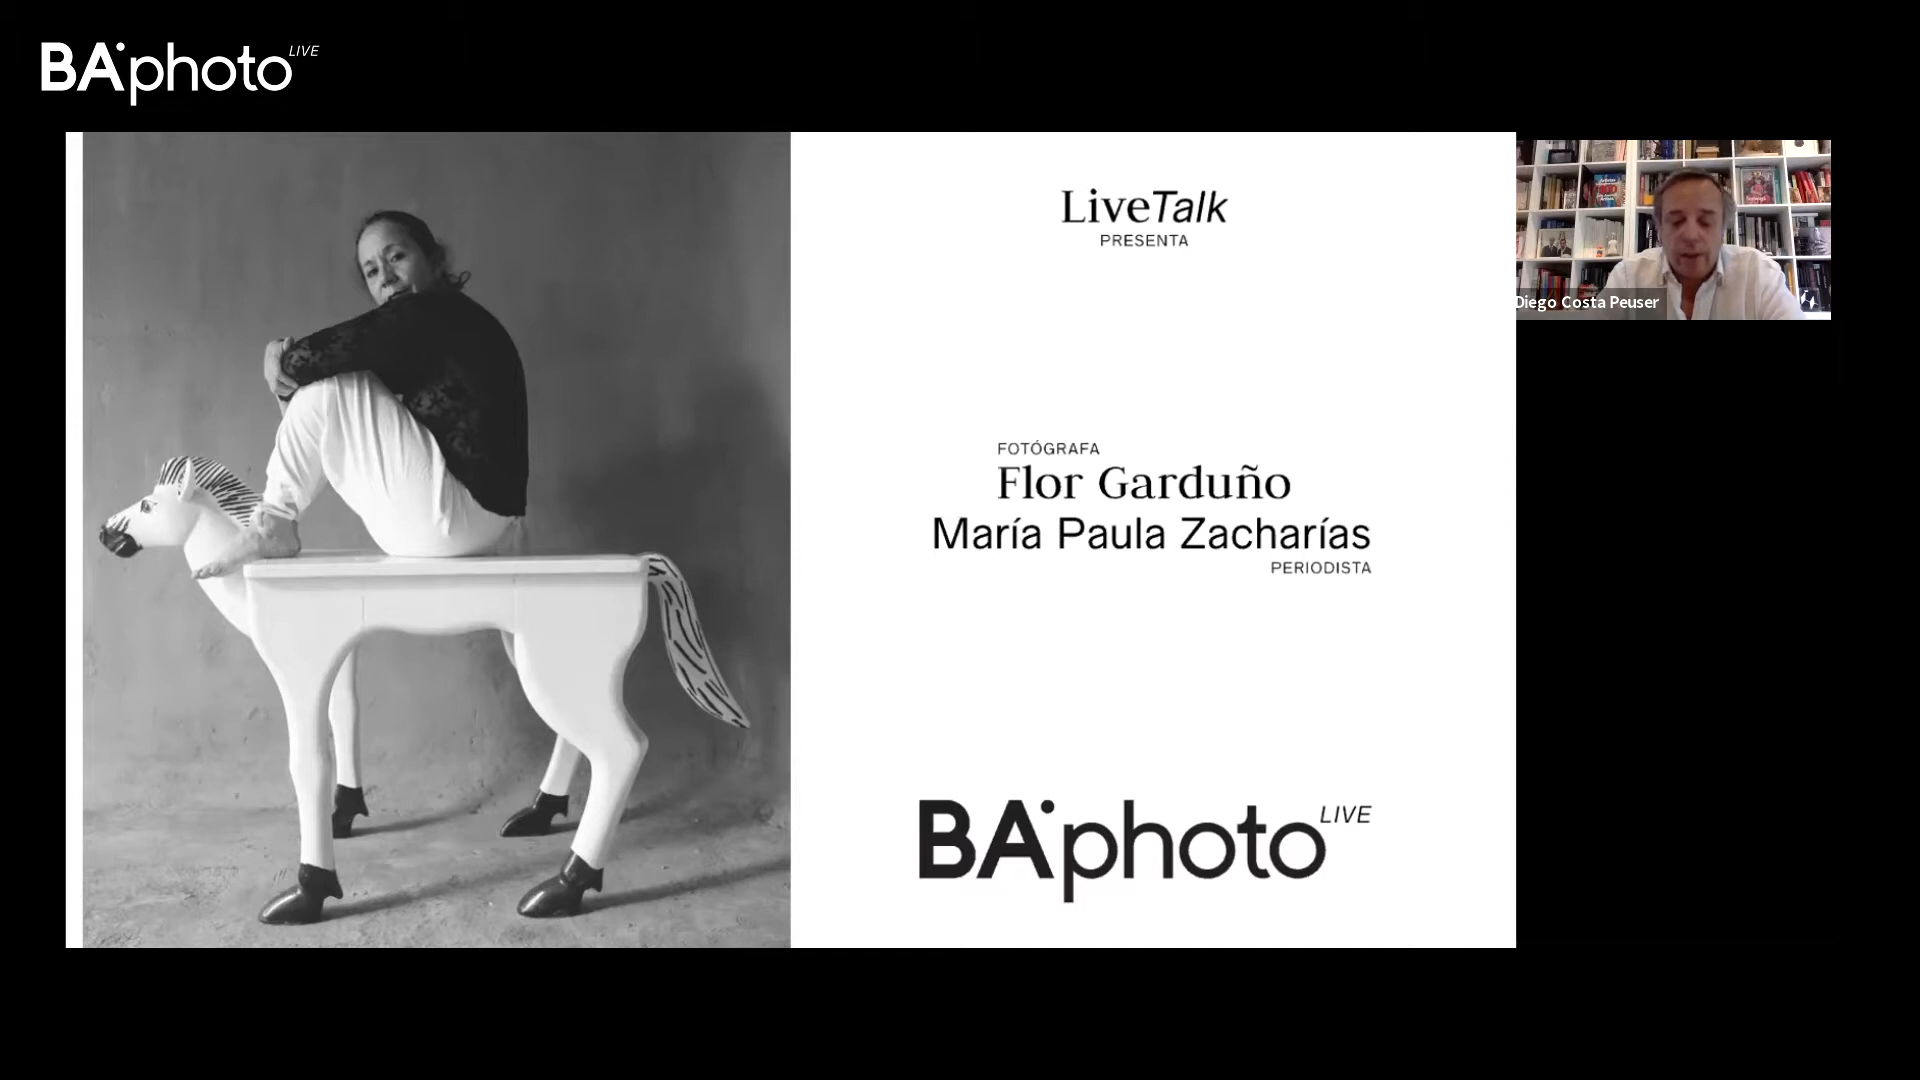 BAphoto LIVE
LiveTalk
PRESENTA
FOTÓGRAFA
Flor Garduño
María Paula Zacharías
PERIODISTA
BAphoto LIVE
Diego Costa Peuser